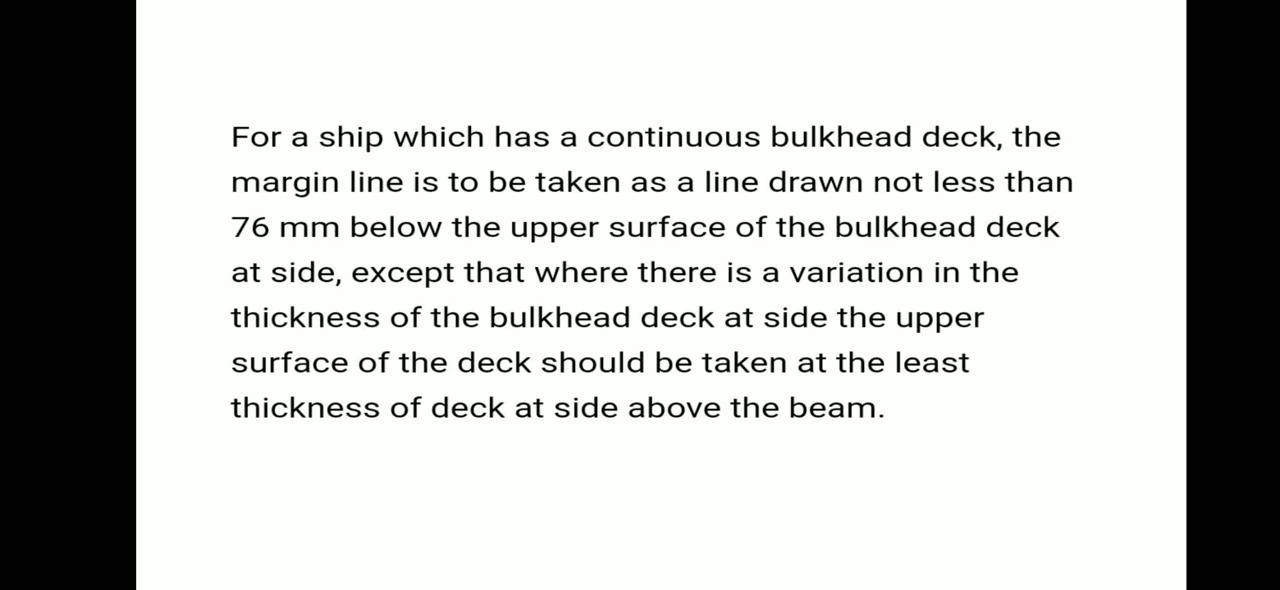 For a ship which has a continuous bulkhead deck, the
margin line is to be taken as a line drawn not less than
76 mm below the upper surface of the bulkhead deck
at side, except that where there is a variation in the
thickness of the bulkhead deck at side the upper
surface of the deck should be taken at the least
thickness of deck at side above the beam.